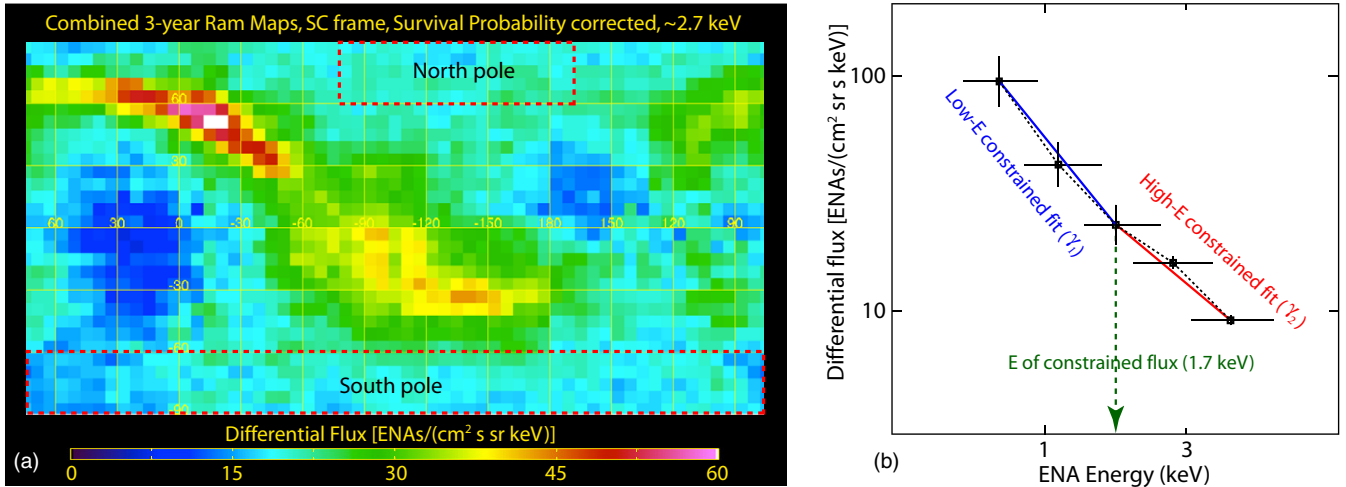 Combined 3-year Ram Maps, SC frame, Survival Probability corrected, ~2.7 keV
North pole
60
30
60 30 0 -30 -120 -150 180 150 120 90
-30
-60
South pole
-90
Differential Flux [ENAs/(cm² s sr keV)]
(a)
0 15 30 45 60
Differential flux [ENAs/(cm² s sr s keV)]
100
10
Low-E constrained fit (γ₁)
High-E constrained fit (γ₂)
E of constrained flux (1.7 keV)
1 3
(b)
ENA Energy (keV)